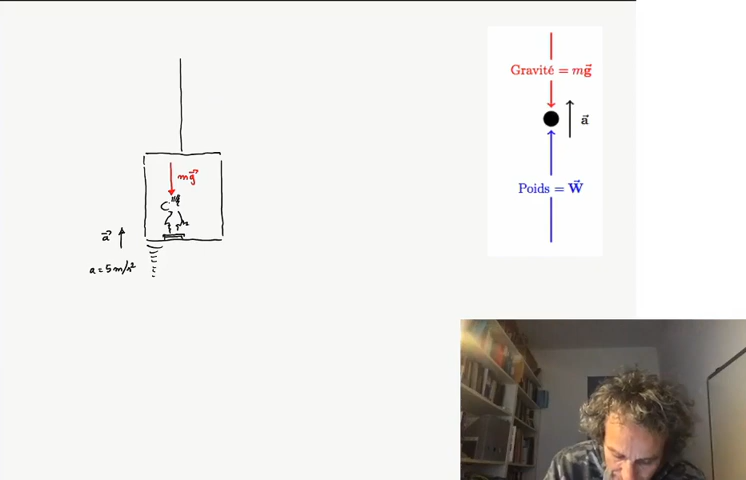 mg⃗
a⃗
a = 5 m/s²
Gravité = mg⃗
a⃗
Poids = W⃗